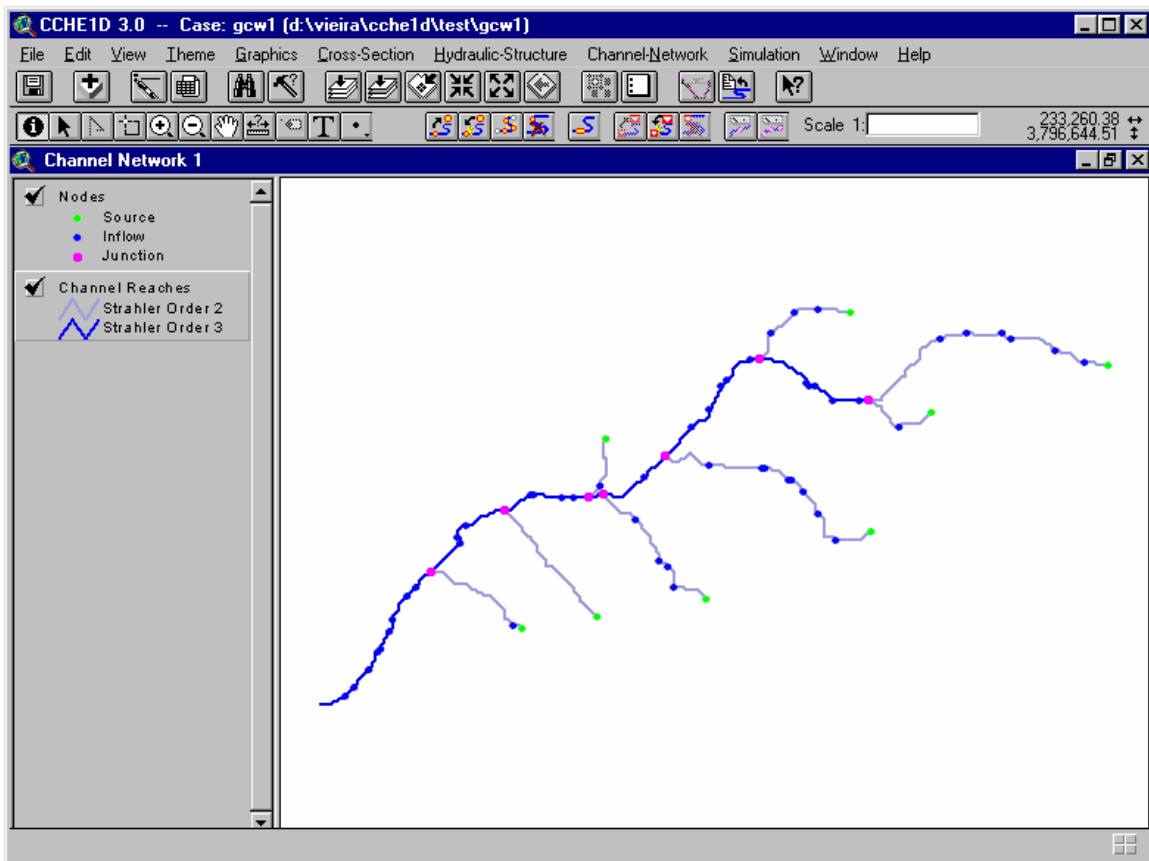 CCHE1D 3.0 -- Case: gcw1 (d:\vieira\cche1d\test\gcw1)
File Edit View Theme Graphics Cross-Section Hydraulic-Structure Channel-Network Simulation Window Help
T Scale 1: 233,260.38
3,796,644.51
Channel Network 1
Nodes
Source
Inflow
Junction
Channel Reaches
Strahler Order 2
Strahler Order 3